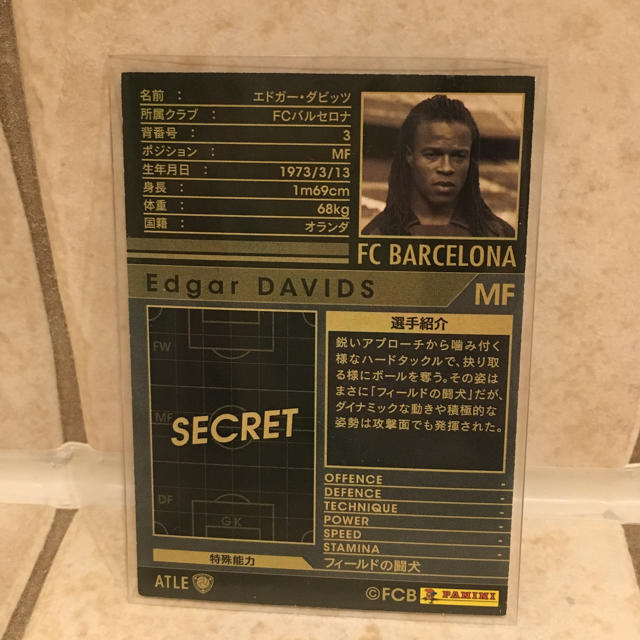 名前 : エドガー・ダビッツ
所属クラブ : FCバルセロナ
背番号 : 3
ポジション : MF
生年月日 : 1973/3/13
身長 : 1m69cm
体重 : 68kg
国籍 : オランダ
FC BARCELONA
Edgar DAVIDS
MF
FW
MF
DF
GK
SECRET
選手紹介
鋭いアプローチから噛み付く
様なハードタックルで、抉り取
る様にボールを奪う。その姿は
まさに「フィールドの闘犬」だが、
ダイナミックな動きや積極的な
姿勢は攻撃面でも発揮された。
OFFENCE -
DEFENCE -
TECHNIQUE -
POWER -
SPEED -
STAMINA -
特殊能力
フィールドの闘犬
ATLE
©FCB
PANINI